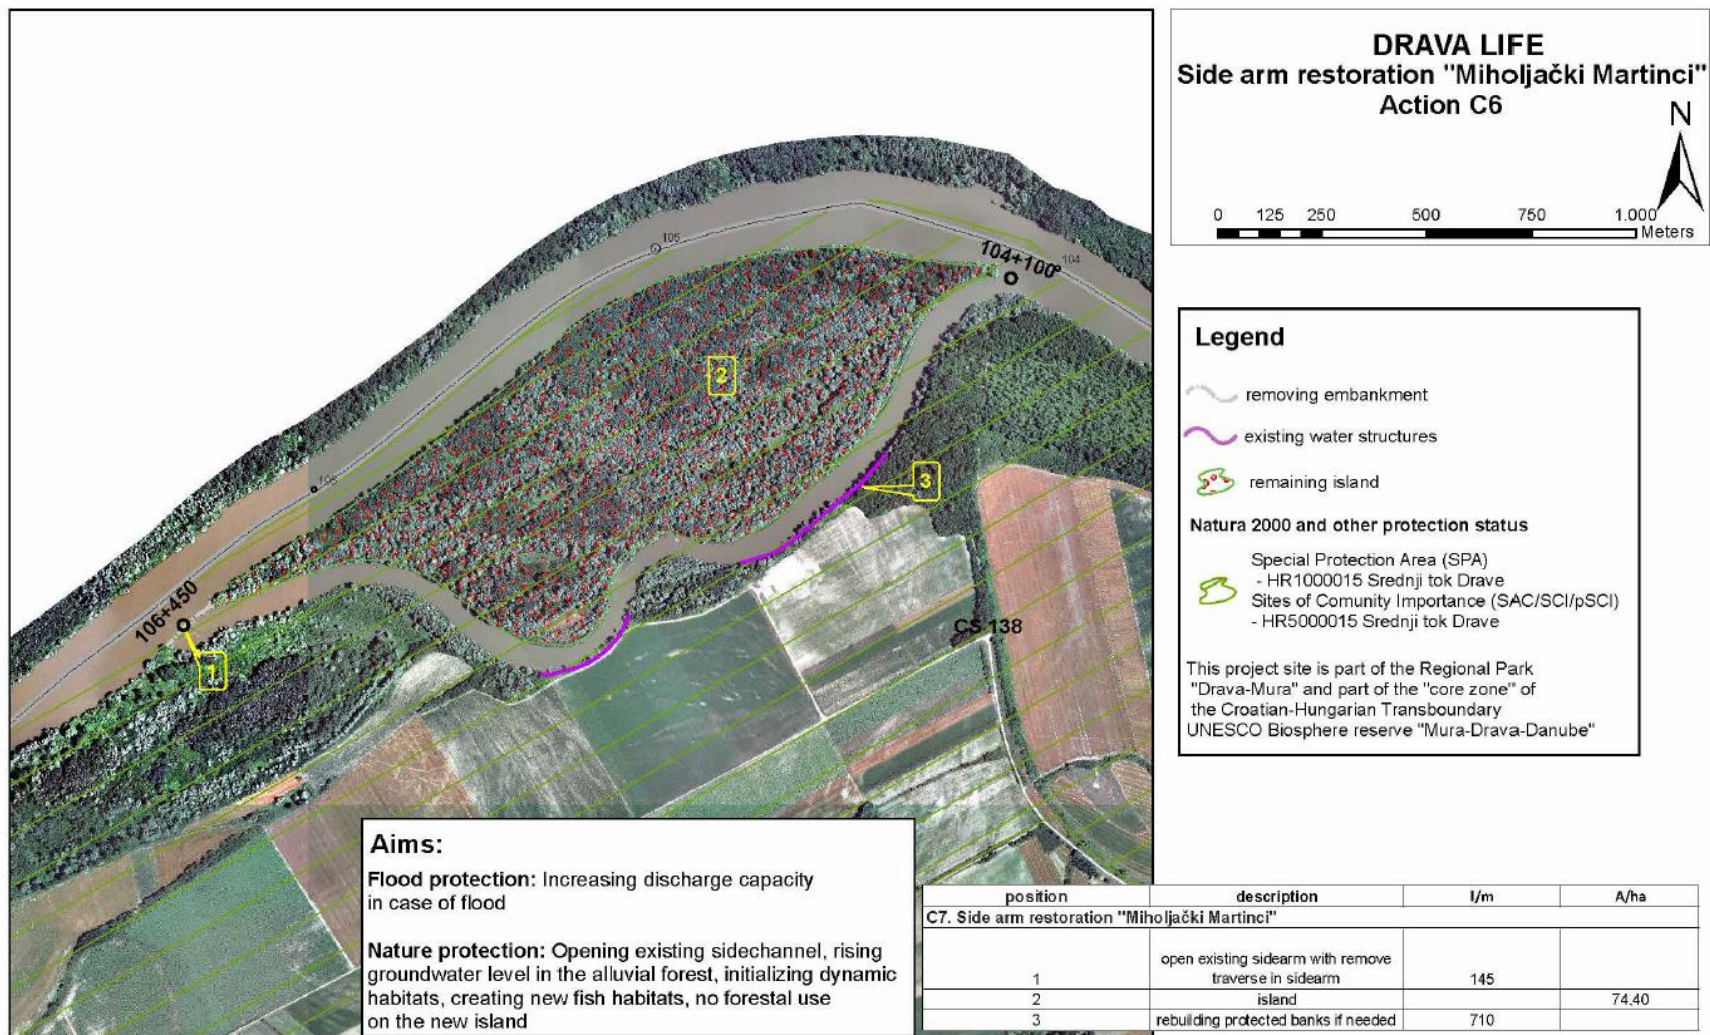 DRAVA LIFE
Side arm restoration "Miholjački Martinci"
Action C6
N
0 125 250 500 750 1.000
Meters
105
104+100
104
2
106
3
106+450
1
CS 138
Legend
removing embankment
existing water structures
remaining island
Natura 2000 and other protection status
Special Protection Area (SPA)
- HR1000015 Srednji tok Drave
Sites of Comunity Importance (SAC/SCI/pSCI)
- HR5000015 Srednji tok Drave
This project site is part of the Regional Park
"Drava-Mura" and part of the "core zone" of
the Croatian-Hungarian Transboundary
UNESCO Biosphere reserve "Mura-Drava-Danube"
Aims:
Flood protection: Increasing discharge capacity
in case of flood
Nature protection: Opening existing sidechannel, rising
groundwater level in the alluvial forest, initializing dynamic
habitats, creating new fish habitats, no forestal use
on the new island
position description l/m A/ha
C7. Side arm restoration "Miholjački Martinci"
open existing sidearm with remove
1 traverse in sidearm 145
2 island 74,40
3 rebuilding protected banks if needed 710